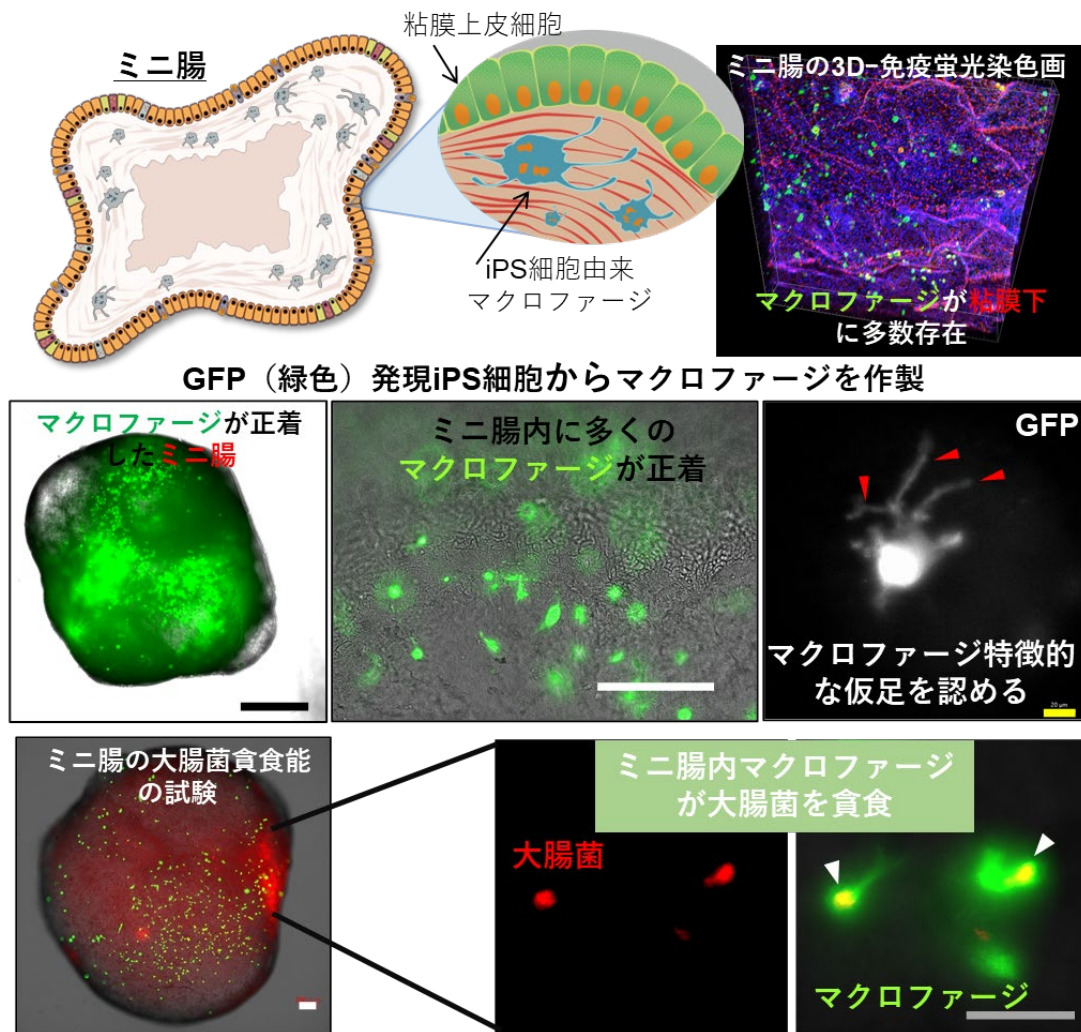 粘膜上皮細胞
ミニ腸
iPS細胞由来
マクロファージ
ミニ腸の3D-免疫蛍光染色画
マクロファージが粘膜下
に多数存在
GFP（緑色）発現iPS細胞からマクロファージを作製
マクロファージが正着
したミニ腸
ミニ腸内に多くの
マクロファージが正着
GFP
マクロファージ特徴的
な仮足を認める
20 μm
ミニ腸の大腸菌貪食能
の試験
ミニ腸内マクロファージ
が大腸菌を貪食
大腸菌
マクロファージ